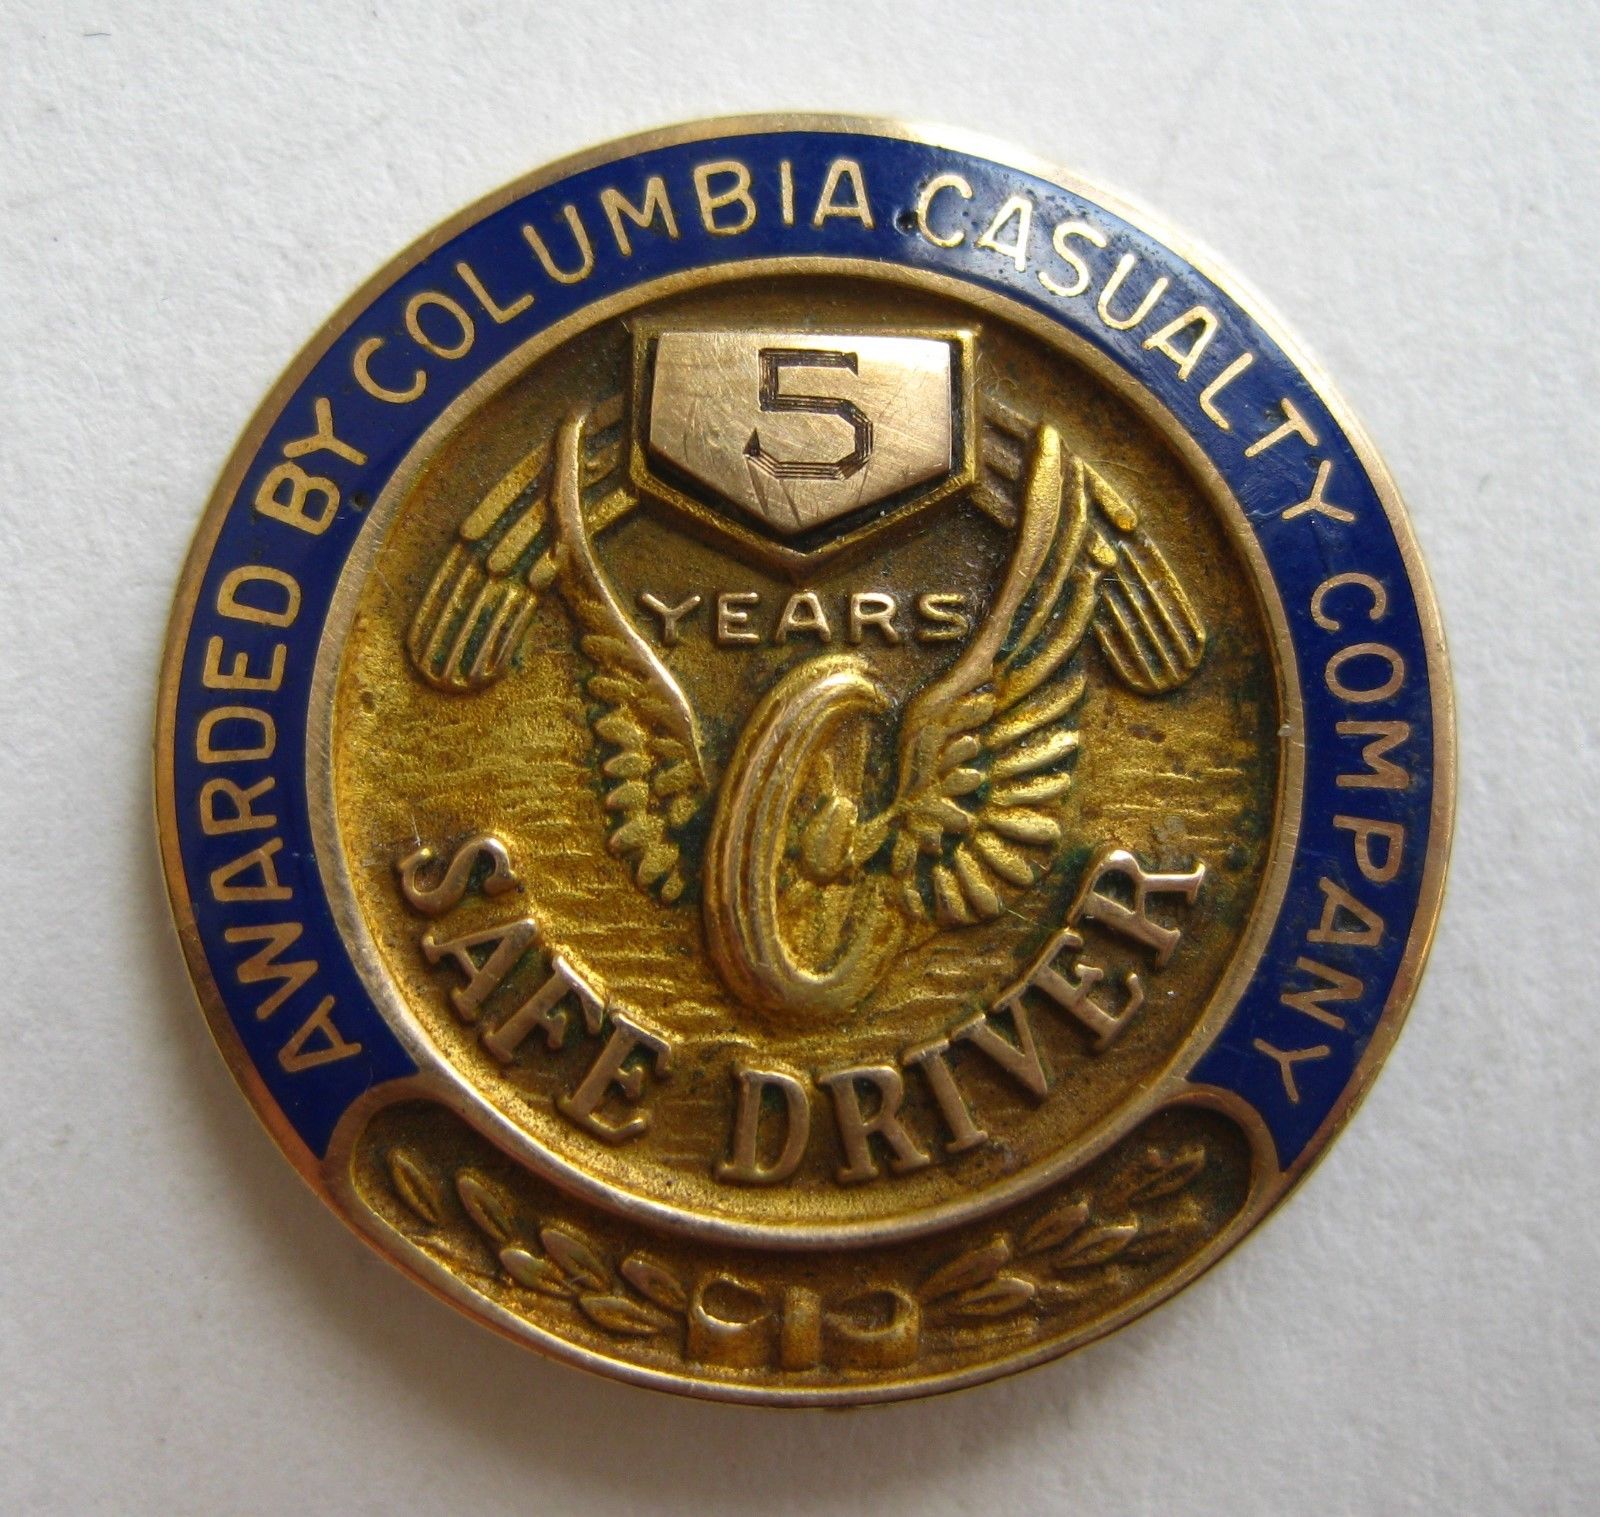 AWARDED BY COLUMBIA CASUALTY COMPANY
5
YEARS
SAFE DRIVER